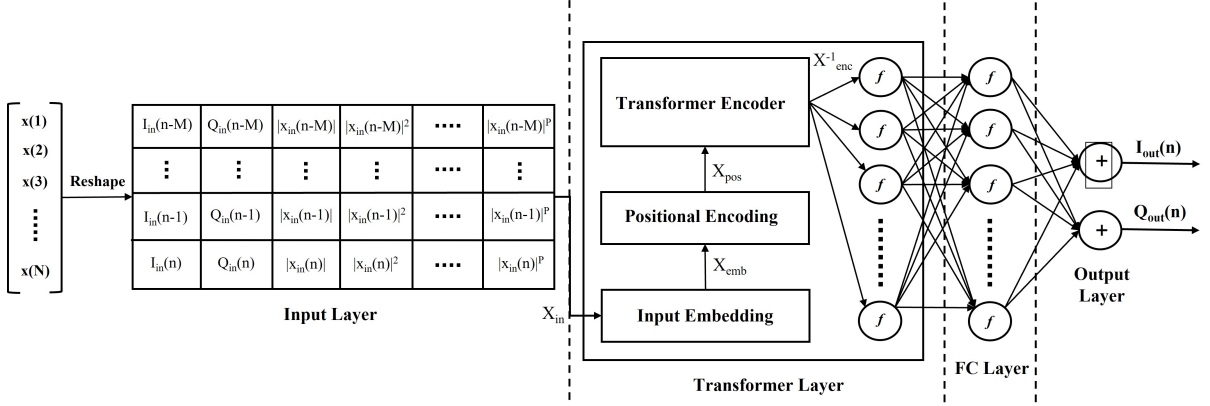 x(1)
x(2)
x(3)
x(N)
Reshape
I_in(n-M) Q_in(n-M) |x_in(n-M)| |x_in(n-M)|² .... |x_in(n-M)|^P
I_in(n-1) Q_in(n-1) |x_in(n-1)| |x_in(n-1)|² .... |x_in(n-1)|^P
I_in(n) Q_in(n) |x_in(n)| |x_in(n)|² .... |x_in(n)|^P
Input Layer
X_in
Transformer Encoder
X_pos
Positional Encoding
X_emb
Input Embedding
X^-1_enc
f
f
f
f
Transformer Layer
f
f
f
f
FC Layer
+
+
I_out(n)
Q_out(n)
Output
Layer